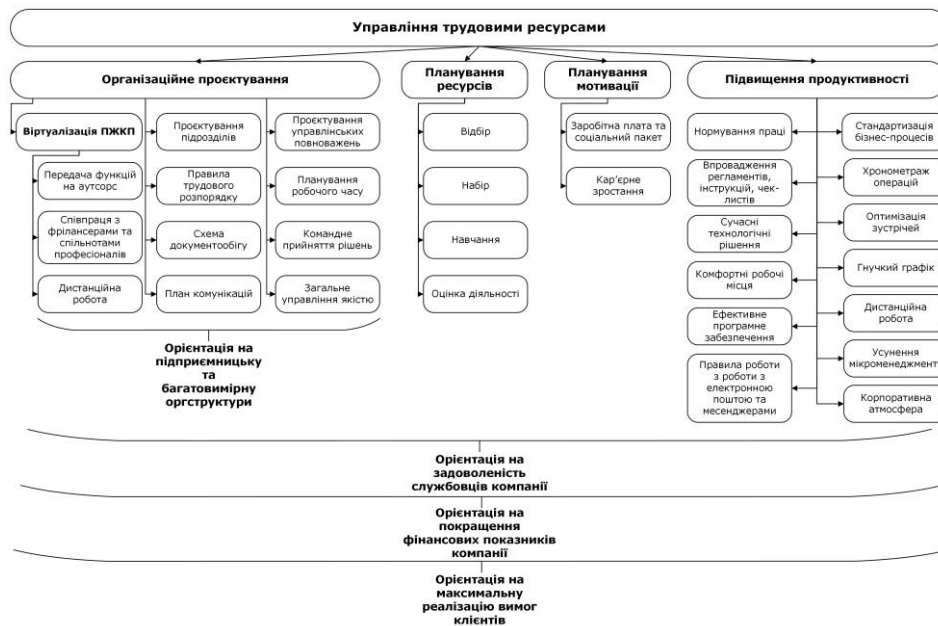 Управління трудовими ресурсами
Організаційне проєктування
Планування
ресурсів
Планування
мотивації
Підвищення продуктивності
Віртуалізація ПЖКП
Передача функцій
на аутсорс
Співпраця з
фрілансерами та
спільнотами
професіоналів
Дистанційна
робота
Проєктування
підрозділів
Правила
трудового
розпорядку
Схема
документообігу
План комунікацій
Проєктування
управлінських
повноважень
Планування
робочого часу
Командне
прийняття рішень
Загальне
управління якістю
Відбір
Набір
Навчання
Оцінка діяльності
Заробітна плата та
соціальний пакет
Кар’єрне
зростання
Нормування праці
Впровадження
регламентів,
інструкцій, чек-
листів
Сучасні
технологічні
рішення
Комфортні робочі
місця
Ефективне
програмне
забезпечення
Правила роботи
з роботи з
електронною
поштою та
месенджерами
Стандартизація
бізнес-процесів
Хронометраж
операцій
Оптимізація
зустрічей
Гнучкий графік
Дистанційна
робота
Усунення
мікроменеджменту
Корпоративна
атмосфера
Орієнтація на
підприємницьку
та
багатовимірну
оргструктури
Орієнтація на
задоволеність
службовців компанії
Орієнтація на
покращення
фінансових показників
компанії
Орієнтація на
максимальну
реалізацію вимог
клієнтів